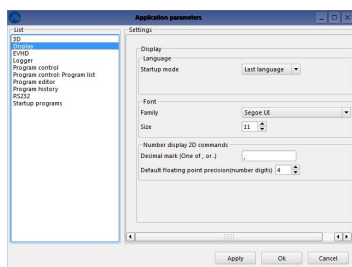 Application parameters
List
3D
Display
EVHD
Logger
Program control
Program control: Program list
Program editor
Program history
RS232
Startup programs
Settings
Display
Language
Startup mode
Last language
Font
Family
Segoe UI
Size
11
Number display 2D commands
Decimal mark (One of , or .)
,
Default floating point precision(number digits)
4
Apply
Ok
Cancel